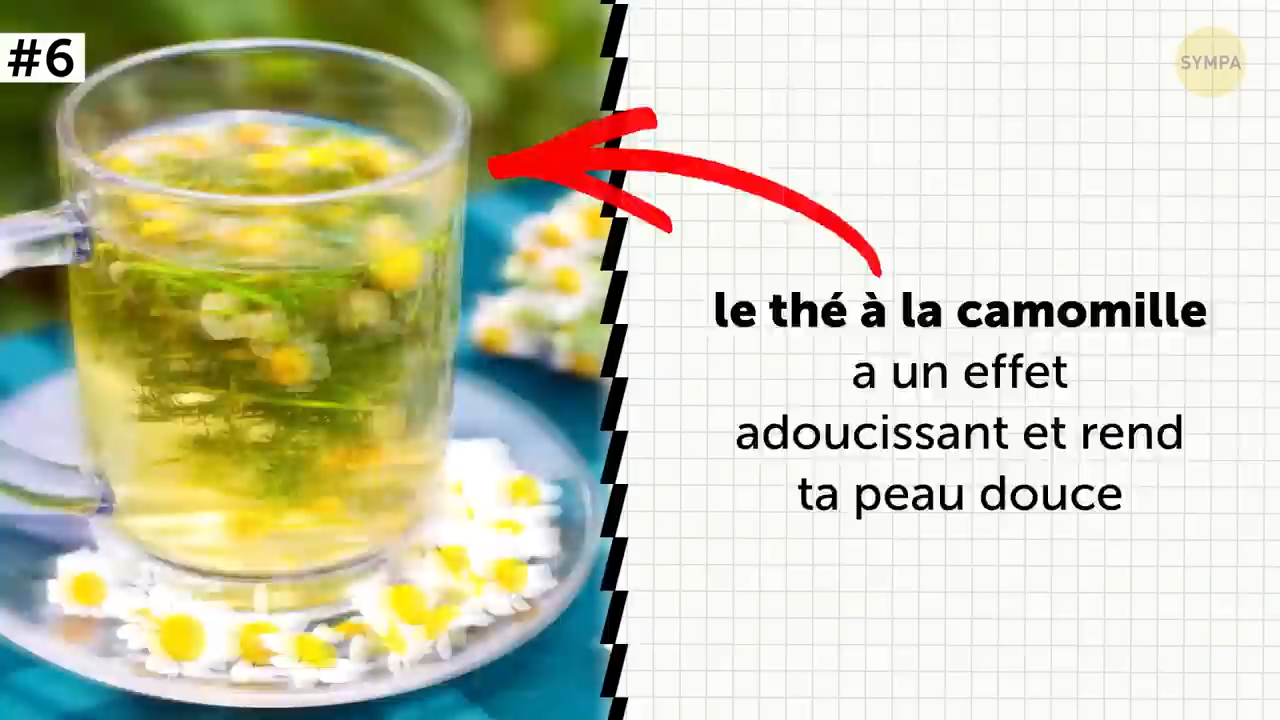 #6
SYMPA
le thé à la camomille
a un effet
adoucissant et rend
ta peau douce